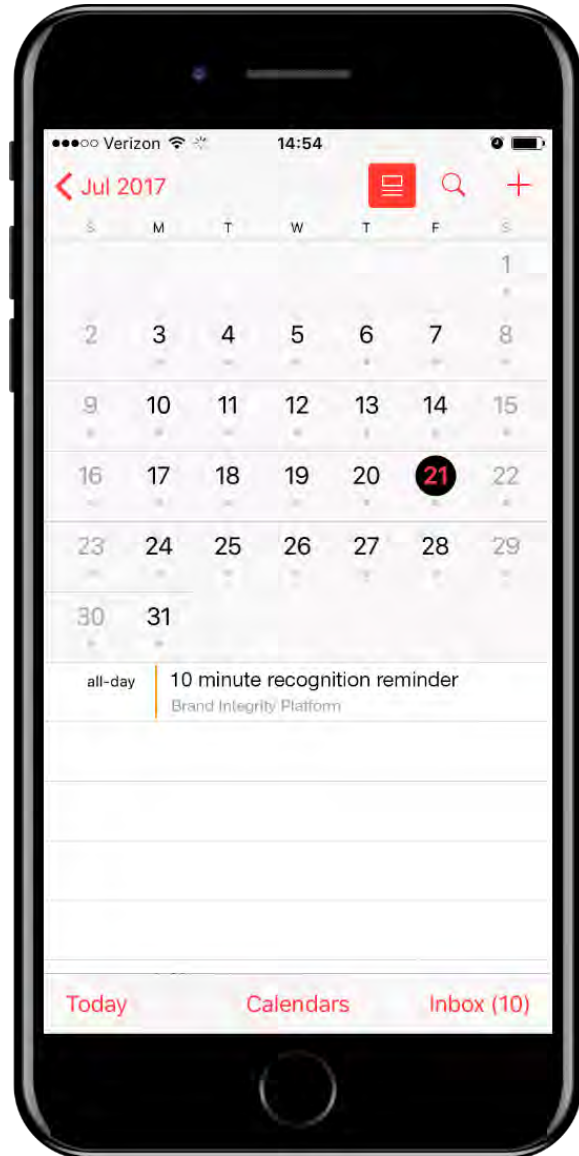 Verizon 14:54
Jul 2017
S M T W T F S
1
2 3 4 5 6 7 8
9 10 11 12 13 14 15
16 17 18 19 20 21 22
23 24 25 26 27 28 29
30 31
all-day 10 minute recognition reminder
Brand Integrity Platform
Today Calendars Inbox (10)